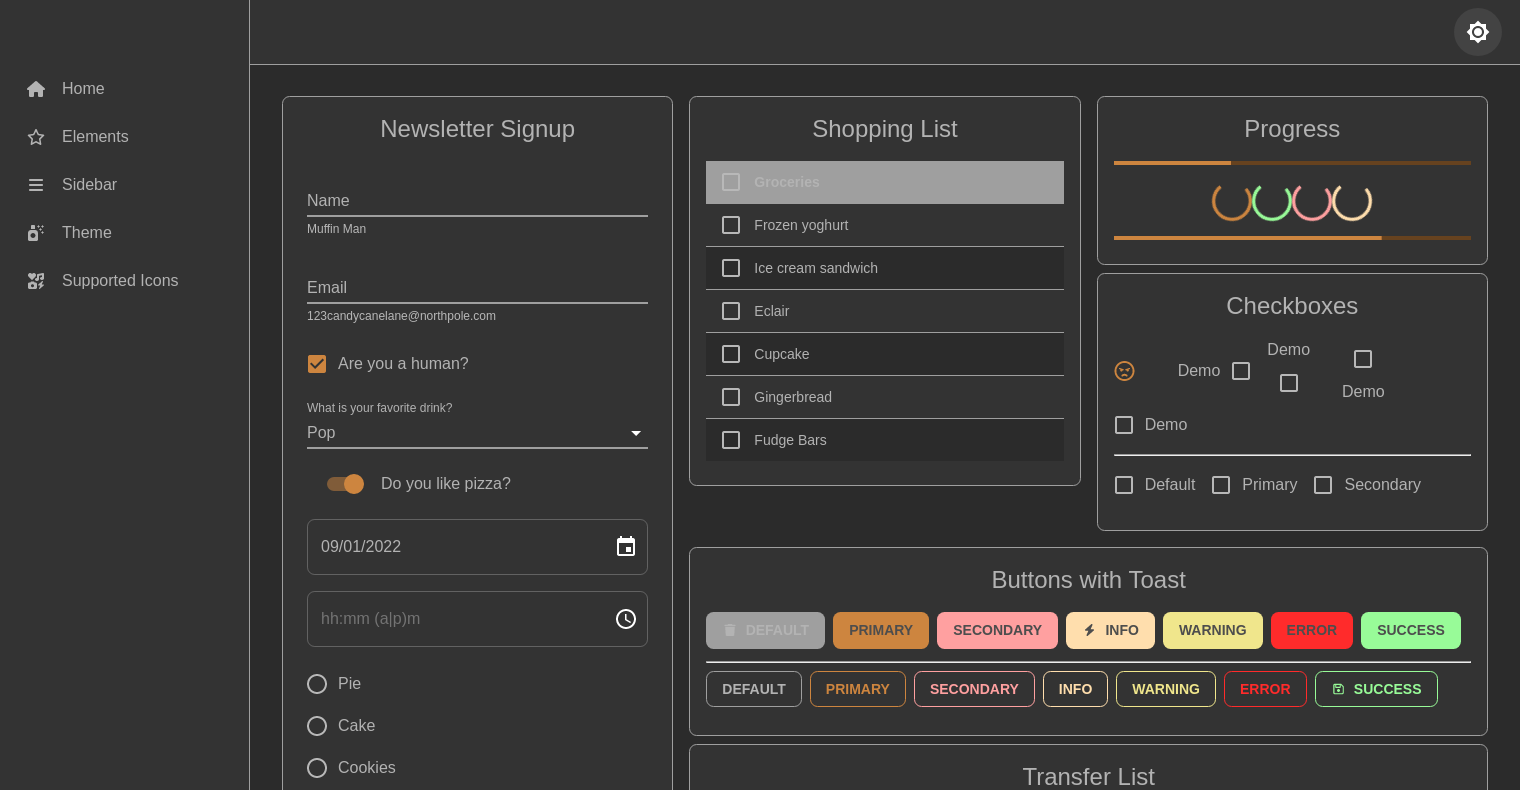 Home
Elements
Sidebar
Theme
Supported Icons
Newsletter Signup
Name
Muffin Man
Email
123candycanelane@northpole.com
Are you a human?
What is your favorite drink?
Pop
Do you like pizza?
09/01/2022
hh:mm (a|p)m
Pie
Cake
Cookies
Shopping List
Groceries
Frozen yoghurt
Ice cream sandwich
Eclair
Cupcake
Gingerbread
Fudge Bars
Progress
Checkboxes
Demo
Demo
Demo
Demo
Default Primary Secondary
Buttons with Toast
DEFAULT PRIMARY SECONDARY INFO WARNING ERROR SUCCESS
DEFAULT PRIMARY SECONDARY INFO WARNING ERROR SUCCESS
Transfer List